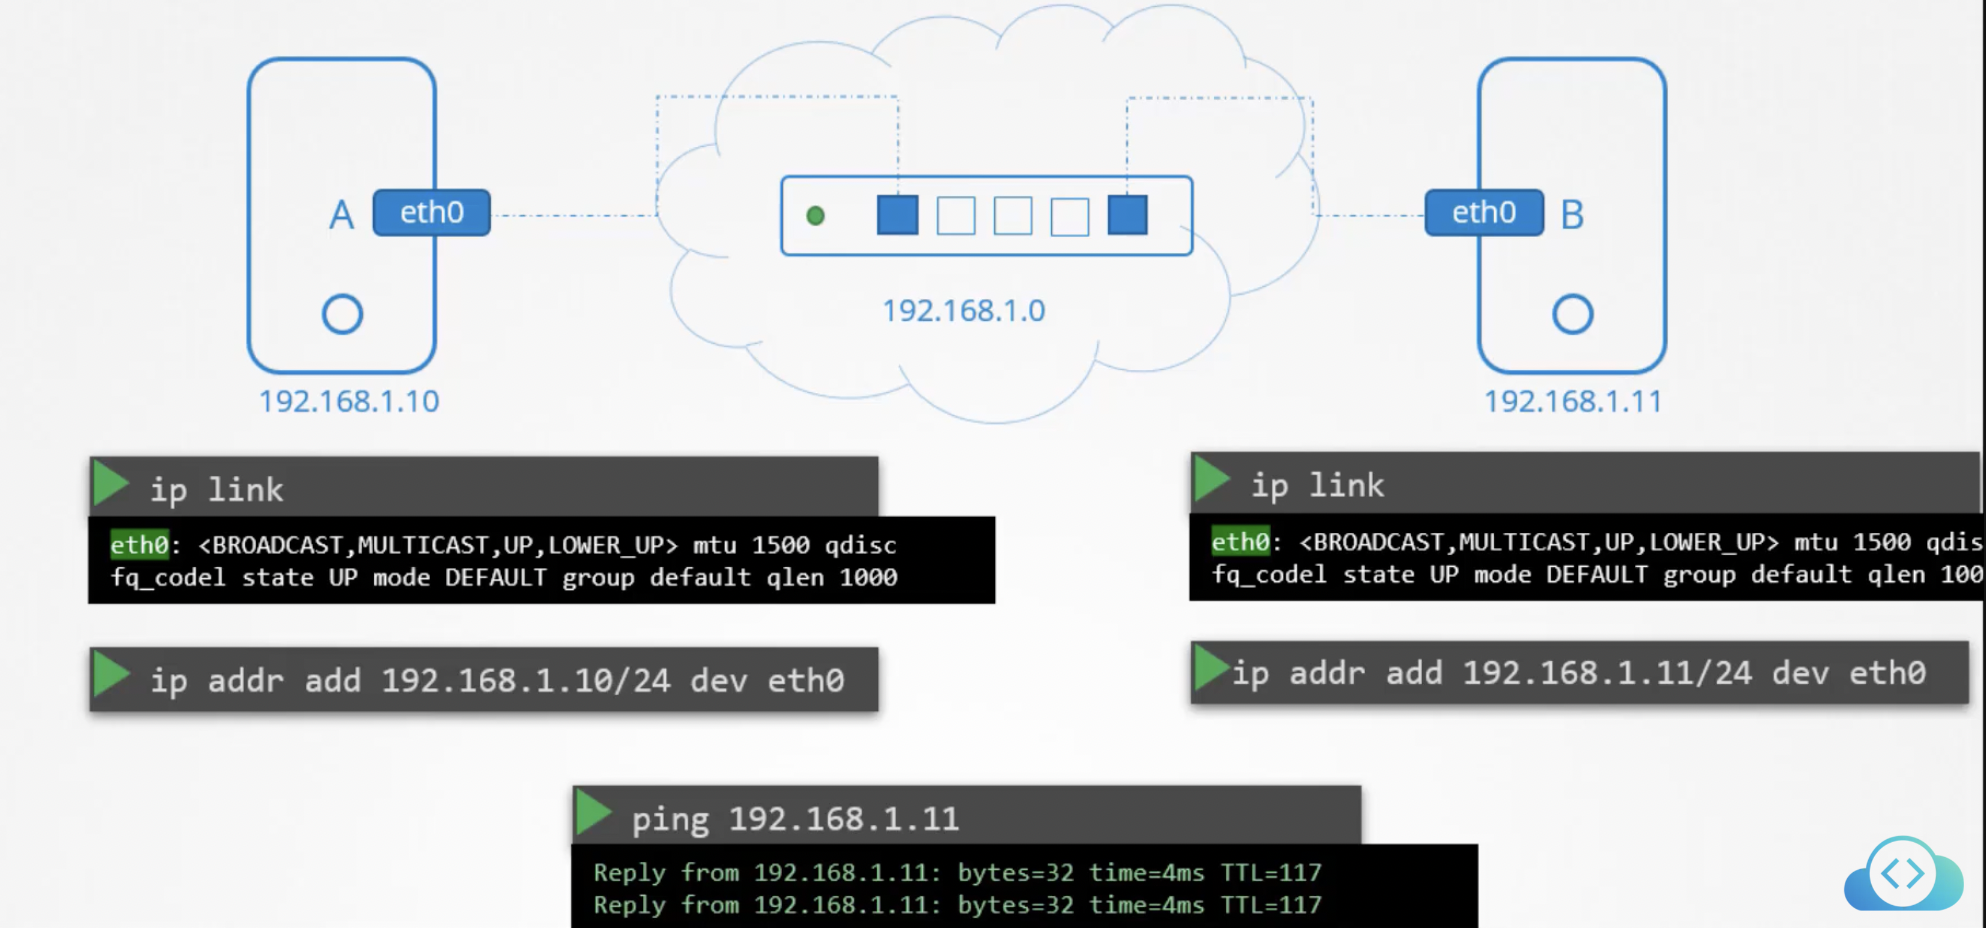 A eth0
eth0 B
192.168.1.0
192.168.1.10
192.168.1.11
ip link
eth0: <BROADCAST,MULTICAST,UP,LOWER_UP> mtu 1500 qdisc
fq_codel state UP mode DEFAULT group default qlen 1000
ip addr add 192.168.1.10/24 dev eth0
ip link
eth0: <BROADCAST,MULTICAST,UP,LOWER_UP> mtu 1500 qdis
fq_codel state UP mode DEFAULT group default qlen 100
ip addr add 192.168.1.11/24 dev eth0
ping 192.168.1.11
Reply from 192.168.1.11: bytes=32 time=4ms TTL=117
Reply from 192.168.1.11: bytes=32 time=4ms TTL=117